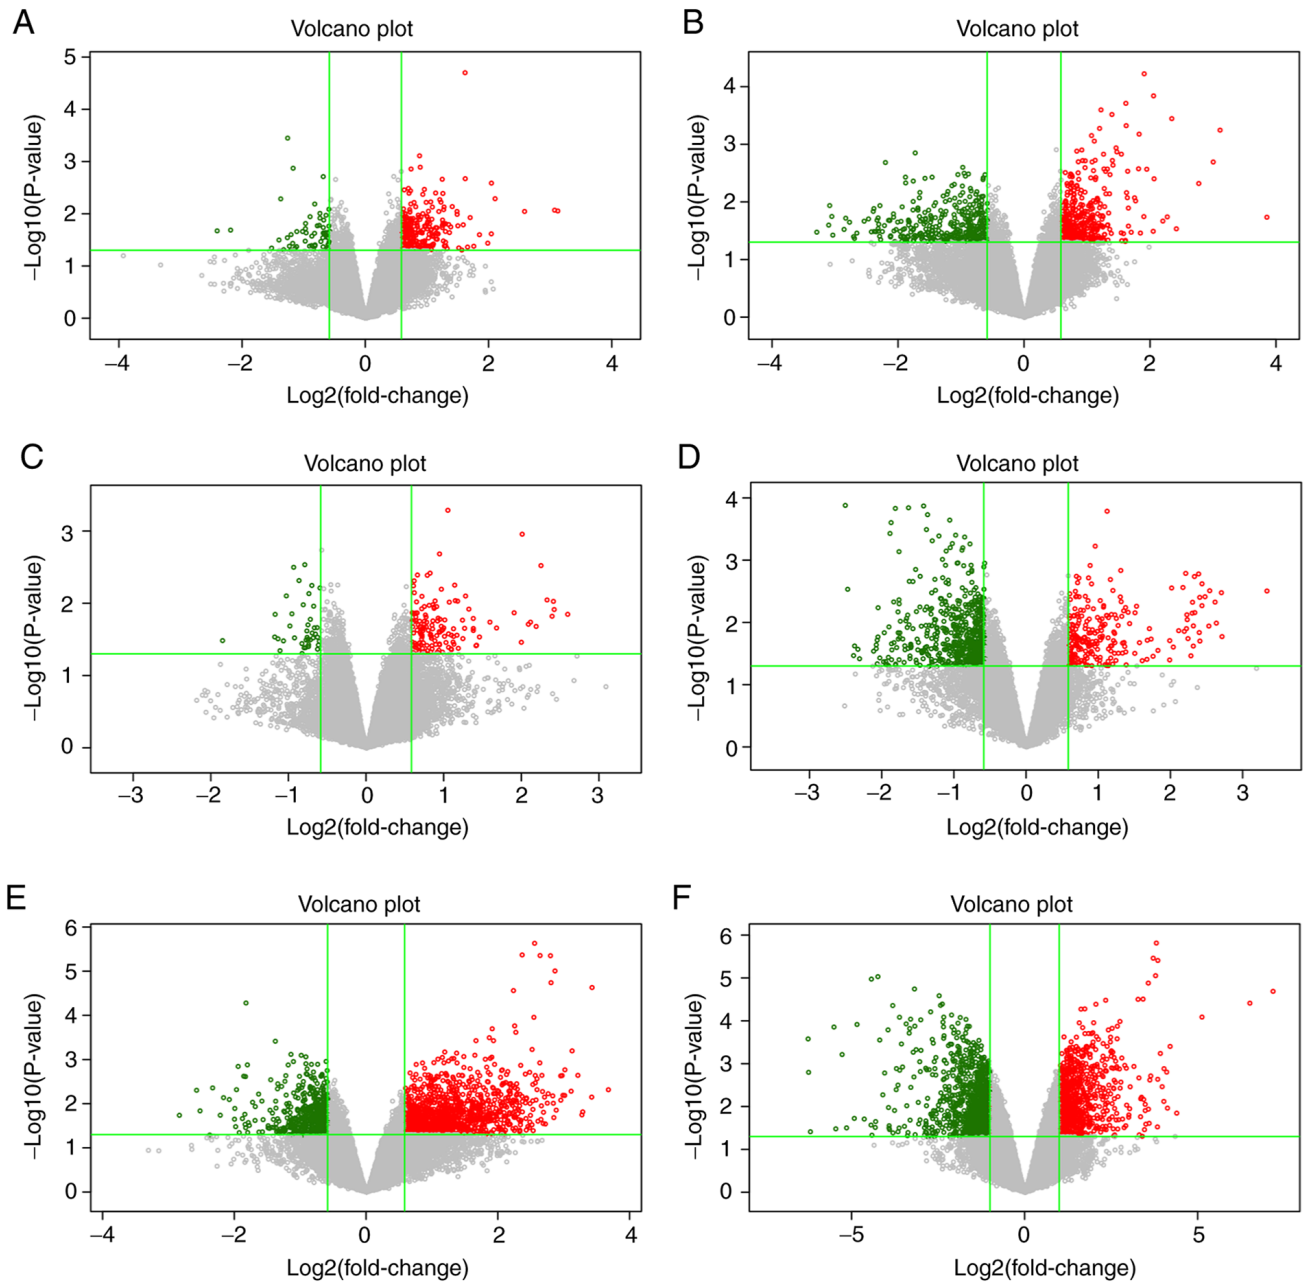 A
Volcano plot
5
4
3
2
1
0
−Log10(P-value)
−4 −2 0 2 4
Log2(fold-change)
B
Volcano plot
4
3
2
1
0
−Log10(P-value)
−4 −2 0 2 4
Log2(fold-change)
C
Volcano plot
3
2
1
0
−Log10(P-value)
−3 −2 −1 0 1 2 3
Log2(fold-change)
D
Volcano plot
4
3
2
1
0
−Log10(P-value)
−3 −2 −1 0 1 2 3
Log2(fold-change)
E
Volcano plot
6
5
4
3
2
1
0
−Log10(P-value)
−4 −2 0 2 4
Log2(fold-change)
F
Volcano plot
6
5
4
3
2
1
0
−Log10(P-value)
−5 0 5
Log2(fold-change)